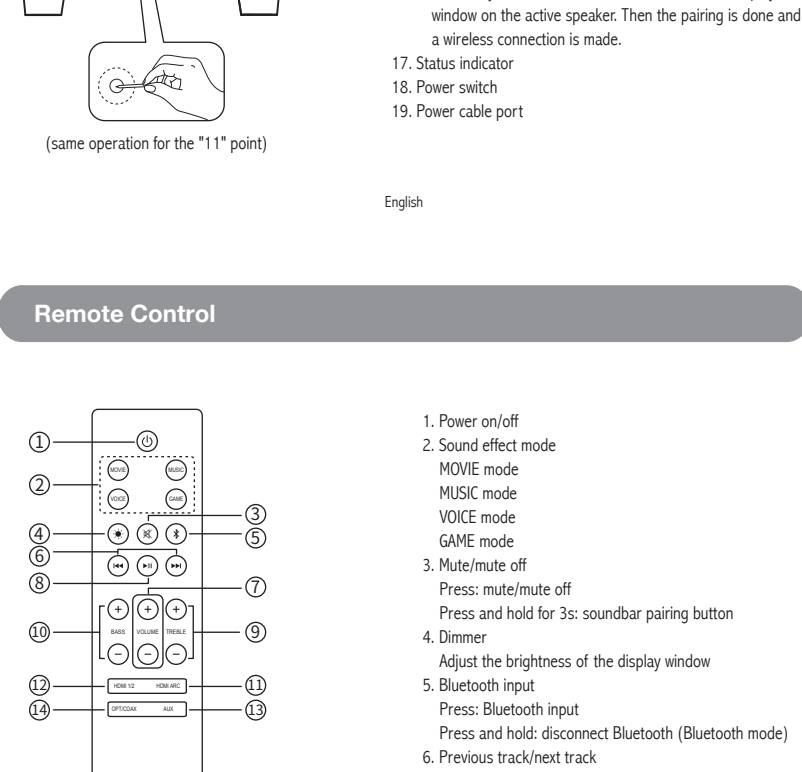 window on the active speaker. Then the pairing is done and
a wireless connection is made.
17. Status indicator
18. Power switch
19. Power cable port
(same operation for the "11" point)
English
Remote Control
1
2
3
4
5
6
7
8
9
10
11
12
13
14
MOVIE MUSIC
VOICE GAME
BASS VOLUME TREBLE
HDMI 1/2 HDMI ARC
OPT/COAX AUX
1. Power on/off
2. Sound effect mode
MOVIE mode
MUSIC mode
VOICE mode
GAME mode
3. Mute/mute off
Press: mute/mute off
Press and hold for 3s: soundbar pairing button
4. Dimmer
Adjust the brightness of the display window
5. Bluetooth input
Press: Bluetooth input
Press and hold: disconnect Bluetooth (Bluetooth mode)
6. Previous track/next track